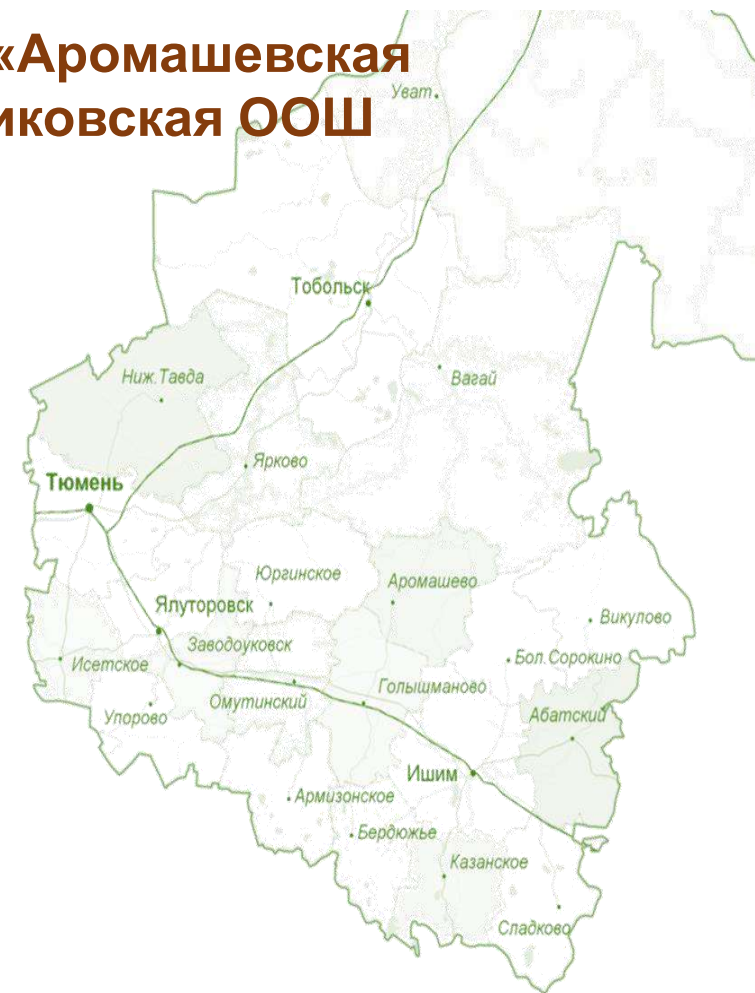 «Аромашевская
иковская ООШ
Уват
Тобольск
Ниж.Тавда
Вагай
Ярково
Тюмень
Юргинское
Аромашево
Ялуторовск
Викулово
Заводоуковск
Бол.Сорокино
Исетское
Голышманово
Омутинский
Упорово
Абатский
Ишим
Армизонское
Бердюжье
Казанское
Сладково